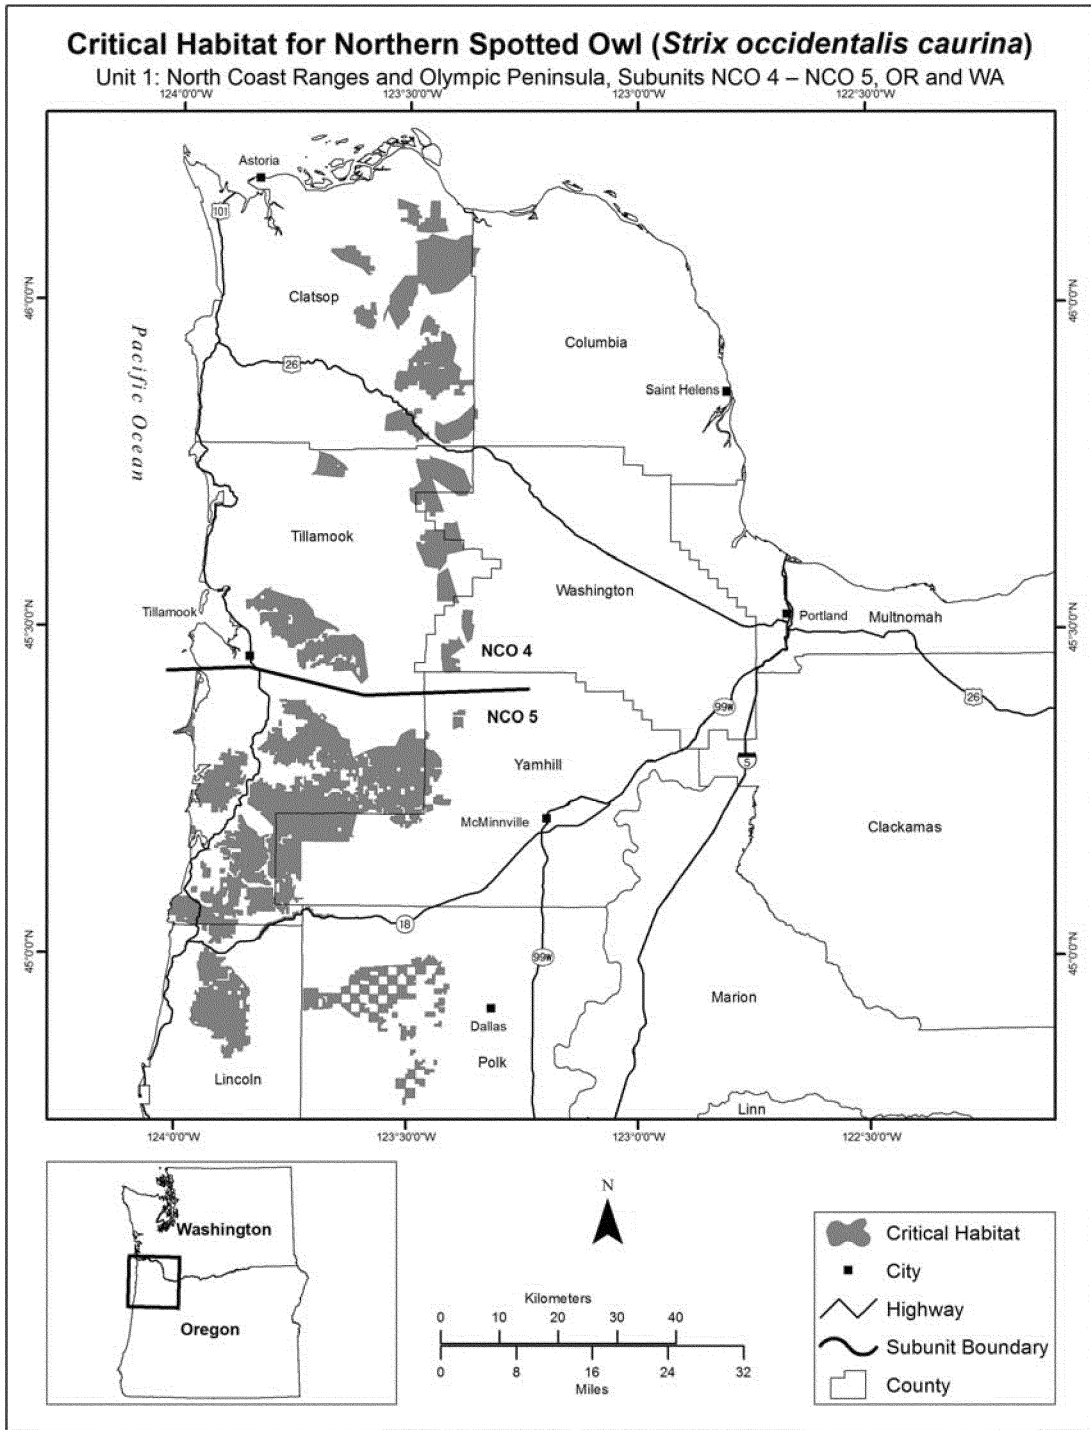 Critical Habitat for Northern Spotted Owl (Strix occidentalis caurina)
Unit 1: North Coast Ranges and Olympic Peninsula, Subunits NCO 4 – NCO 5, OR and WA
124°0'0"W 123°30'0"W 123°0'0"W 122°30'0"W
Astoria
101
46°0'0"N
Clatsop
46°0'0"N
Pacific Ocean
Columbia
26
Saint Helens
Tillamook
Washington
Tillamook
Portland
Multnomah
45°30'0"N
45°30'0"N
NCO 4
26
99W
NCO 5
Yamhill
5
McMinnville
Clackamas
18
99W
45°0'0"N
45°0'0"N
Marion
Dallas
Polk
Lincoln
Linn
124°0'0"W 123°30'0"W 123°0'0"W 122°30'0"W
Washington
Oregon
N
Kilometers
0 10 20 30 40
0 8 16 24 32
Miles
Critical Habitat
City
Highway
Subunit Boundary
County